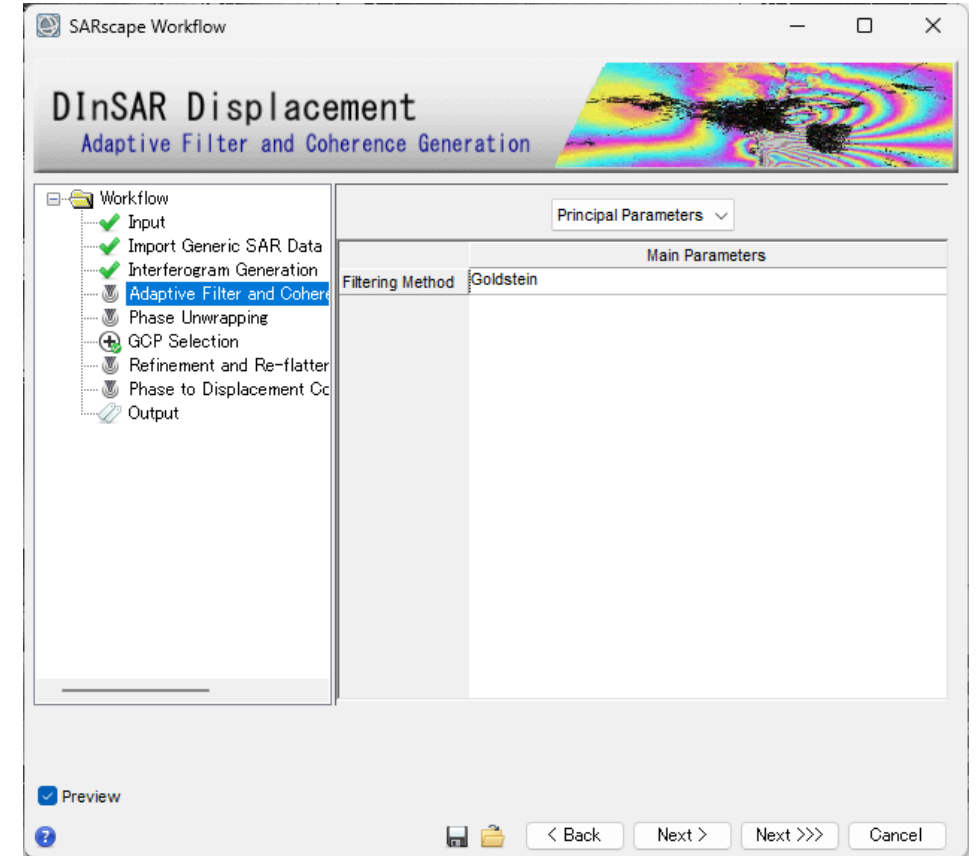 SARscape Workflow
DInSAR Displacement
Adaptive Filter and Coherence Generation
Workflow
Input
Import Generic SAR Data
Interferogram Generation
Adaptive Filter and Cohere
Phase Unwrapping
GCP Selection
Refinement and Re-flatter
Phase to Displacement Cc
Output
Principal Parameters
Main Parameters
Filtering Method
Goldstein
Preview
< Back
Next >
Next >>>
Cancel